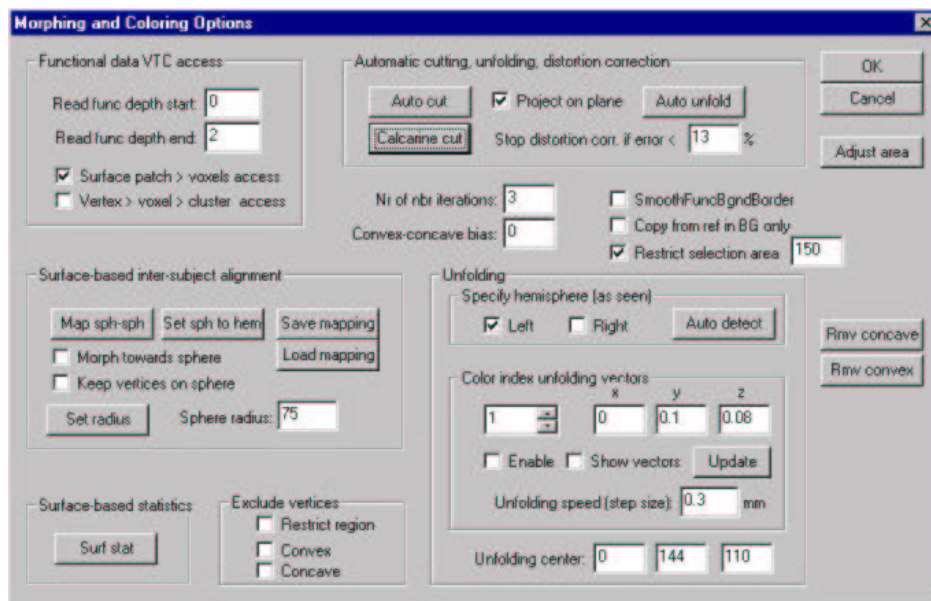 Morphing and Coloring Options
Functional data VTC access
Read func depth start: 0
Read func depth end: 2
Surface patch > voxels access
Vertex > voxel > cluster access
Automatic cutting, unfolding, distortion correction
Auto cut
Project on plane
Auto unfold
Calcarine cut
Stop distortion corr. if error < 13 %
OK
Cancel
Adjust area
Nr of nbr iterations: 3
Convex-concave bias: 0
SmoothFuncBgndBorder
Copy from ref in BG only
Restrict selection area 150
Surface-based inter-subject alignment
Map sph-sph
Set sph to hem
Save mapping
Load mapping
Morph towards sphere
Keep vertices on sphere
Set radius
Sphere radius: 75
Unfolding
Specify hemisphere (as seen)
Left
Right
Auto detect
Color index unfolding vectors
x y z
1 0 0.1 0.08
Enable
Show vectors
Update
Unfolding speed (step size): 0.3 mm
Unfolding center: 0 144 110
Rmv concave
Rmv convex
Surface-based statistics
Surf stat
Exclude vertices
Restrict region
Convex
Concave